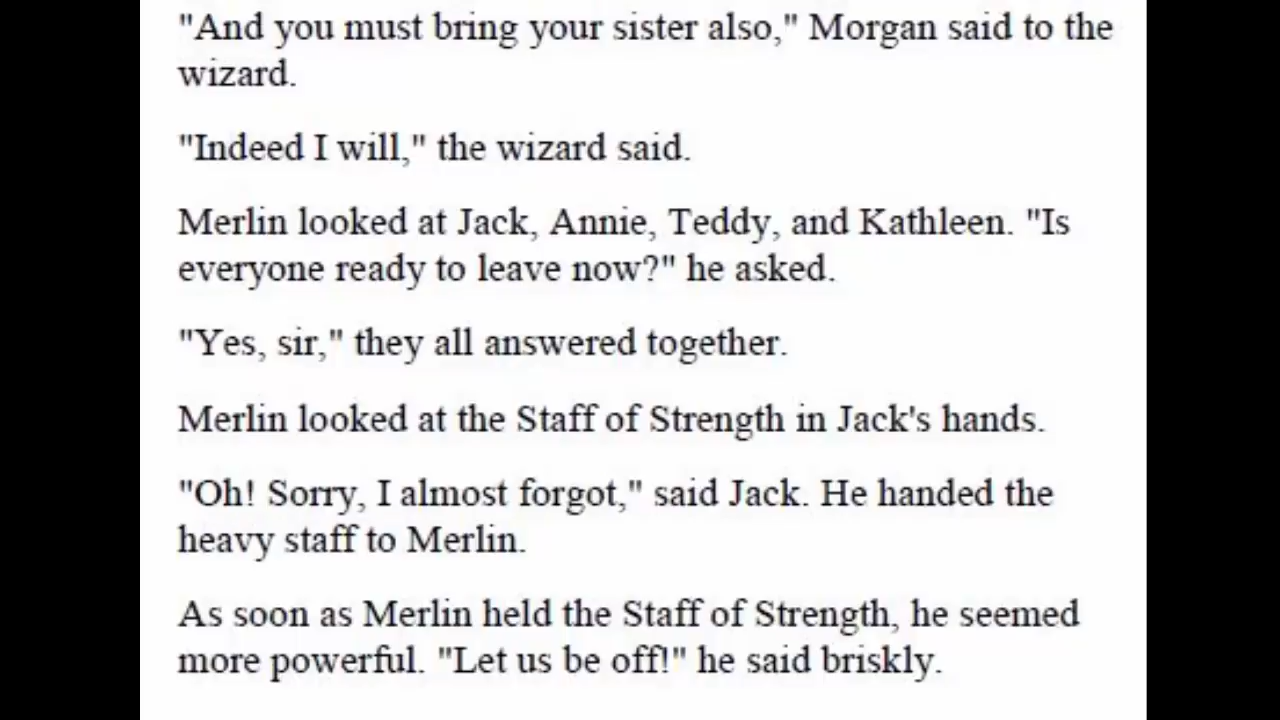 "And you must bring your sister also," Morgan said to the
wizard.
"Indeed I will," the wizard said.
Merlin looked at Jack, Annie, Teddy, and Kathleen. "Is
everyone ready to leave now?" he asked.
"Yes, sir," they all answered together.
Merlin looked at the Staff of Strength in Jack's hands.
"Oh! Sorry, I almost forgot," said Jack. He handed the
heavy staff to Merlin.
As soon as Merlin held the Staff of Strength, he seemed
more powerful. "Let us be off!" he said briskly.